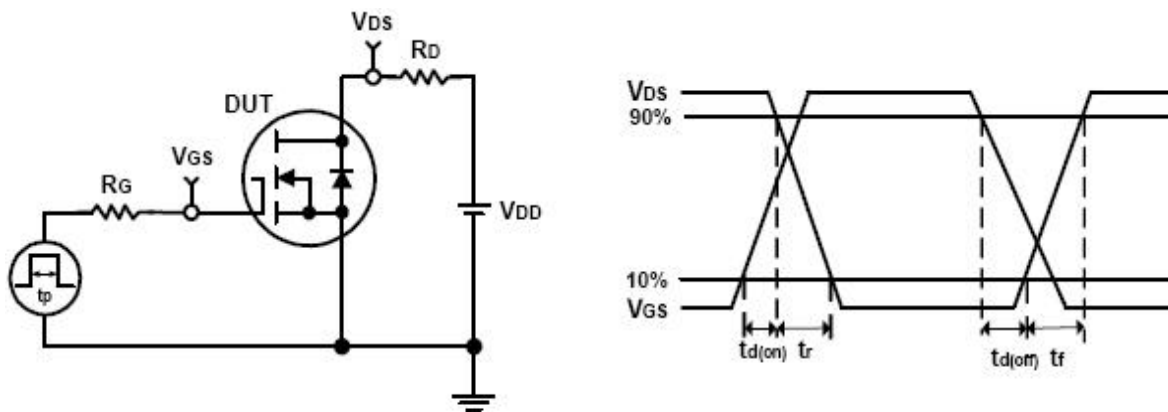 VDS
RD
DUT
VGS
RG
VDD
tp
VDS
90%
10%
VGS
td(on) tr
td(off) tf